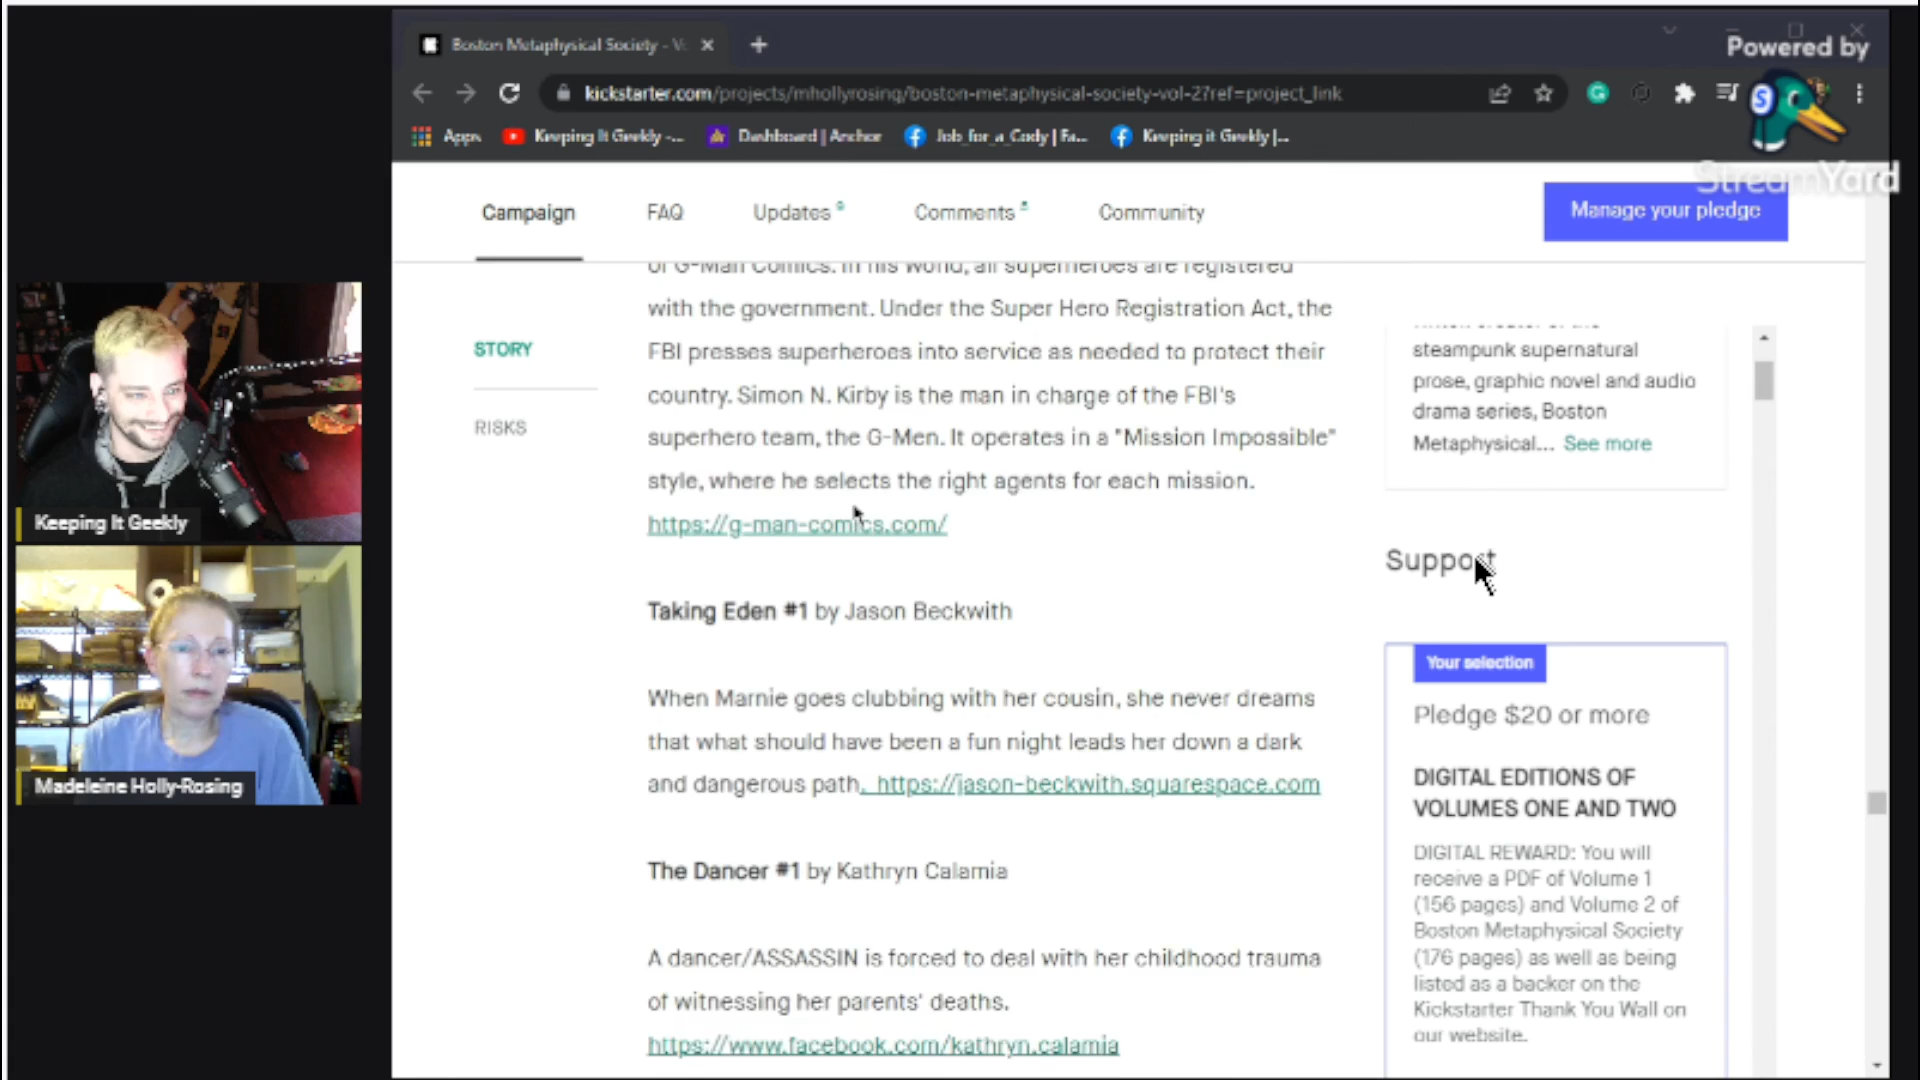 Boston Metaphysical Society - V
Powered by
kickstarter.com/projects/mhollyrosing/boston-metaphysical-society-vol-2?ref=project_link
Apps
Keeping It Geekly -...
Dashboard | Anchor
Job_for_a_Cody | Fa...
Keeping it Geekly |...
StreamYard
Campaign
FAQ
Updates
Comments
Community
Manage your pledge
of G-Man Comics. In his world, all superheroes are registered
with the government. Under the Super Hero Registration Act, the
FBI presses superheroes into service as needed to protect their
country. Simon N. Kirby is the man in charge of the FBI's
superhero team, the G-Men. It operates in a "Mission Impossible"
style, where he selects the right agents for each mission.
https://g-man-comics.com/
Taking Eden #1 by Jason Beckwith
When Marnie goes clubbing with her cousin, she never dreams
that what should have been a fun night leads her down a dark
and dangerous path. https://jason-beckwith.squarespace.com
The Dancer #1 by Kathryn Calamia
A dancer/ASSASSIN is forced to deal with her childhood trauma
of witnessing her parents' deaths.
https://www.facebook.com/kathryn.calamia
STORY
RISKS
steampunk supernatural
prose, graphic novel and audio
drama series, Boston
Metaphysical... See more
Support
Your selection
Pledge $20 or more
DIGITAL EDITIONS OF
VOLUMES ONE AND TWO
DIGITAL REWARD: You will
receive a PDF of Volume 1
(156 pages) and Volume 2 of
Boston Metaphysical Society
(176 pages) as well as being
listed as a backer on the
Kickstarter Thank You Wall on
our website.
Keeping It Geekly
Madeleine Holly-Rosing